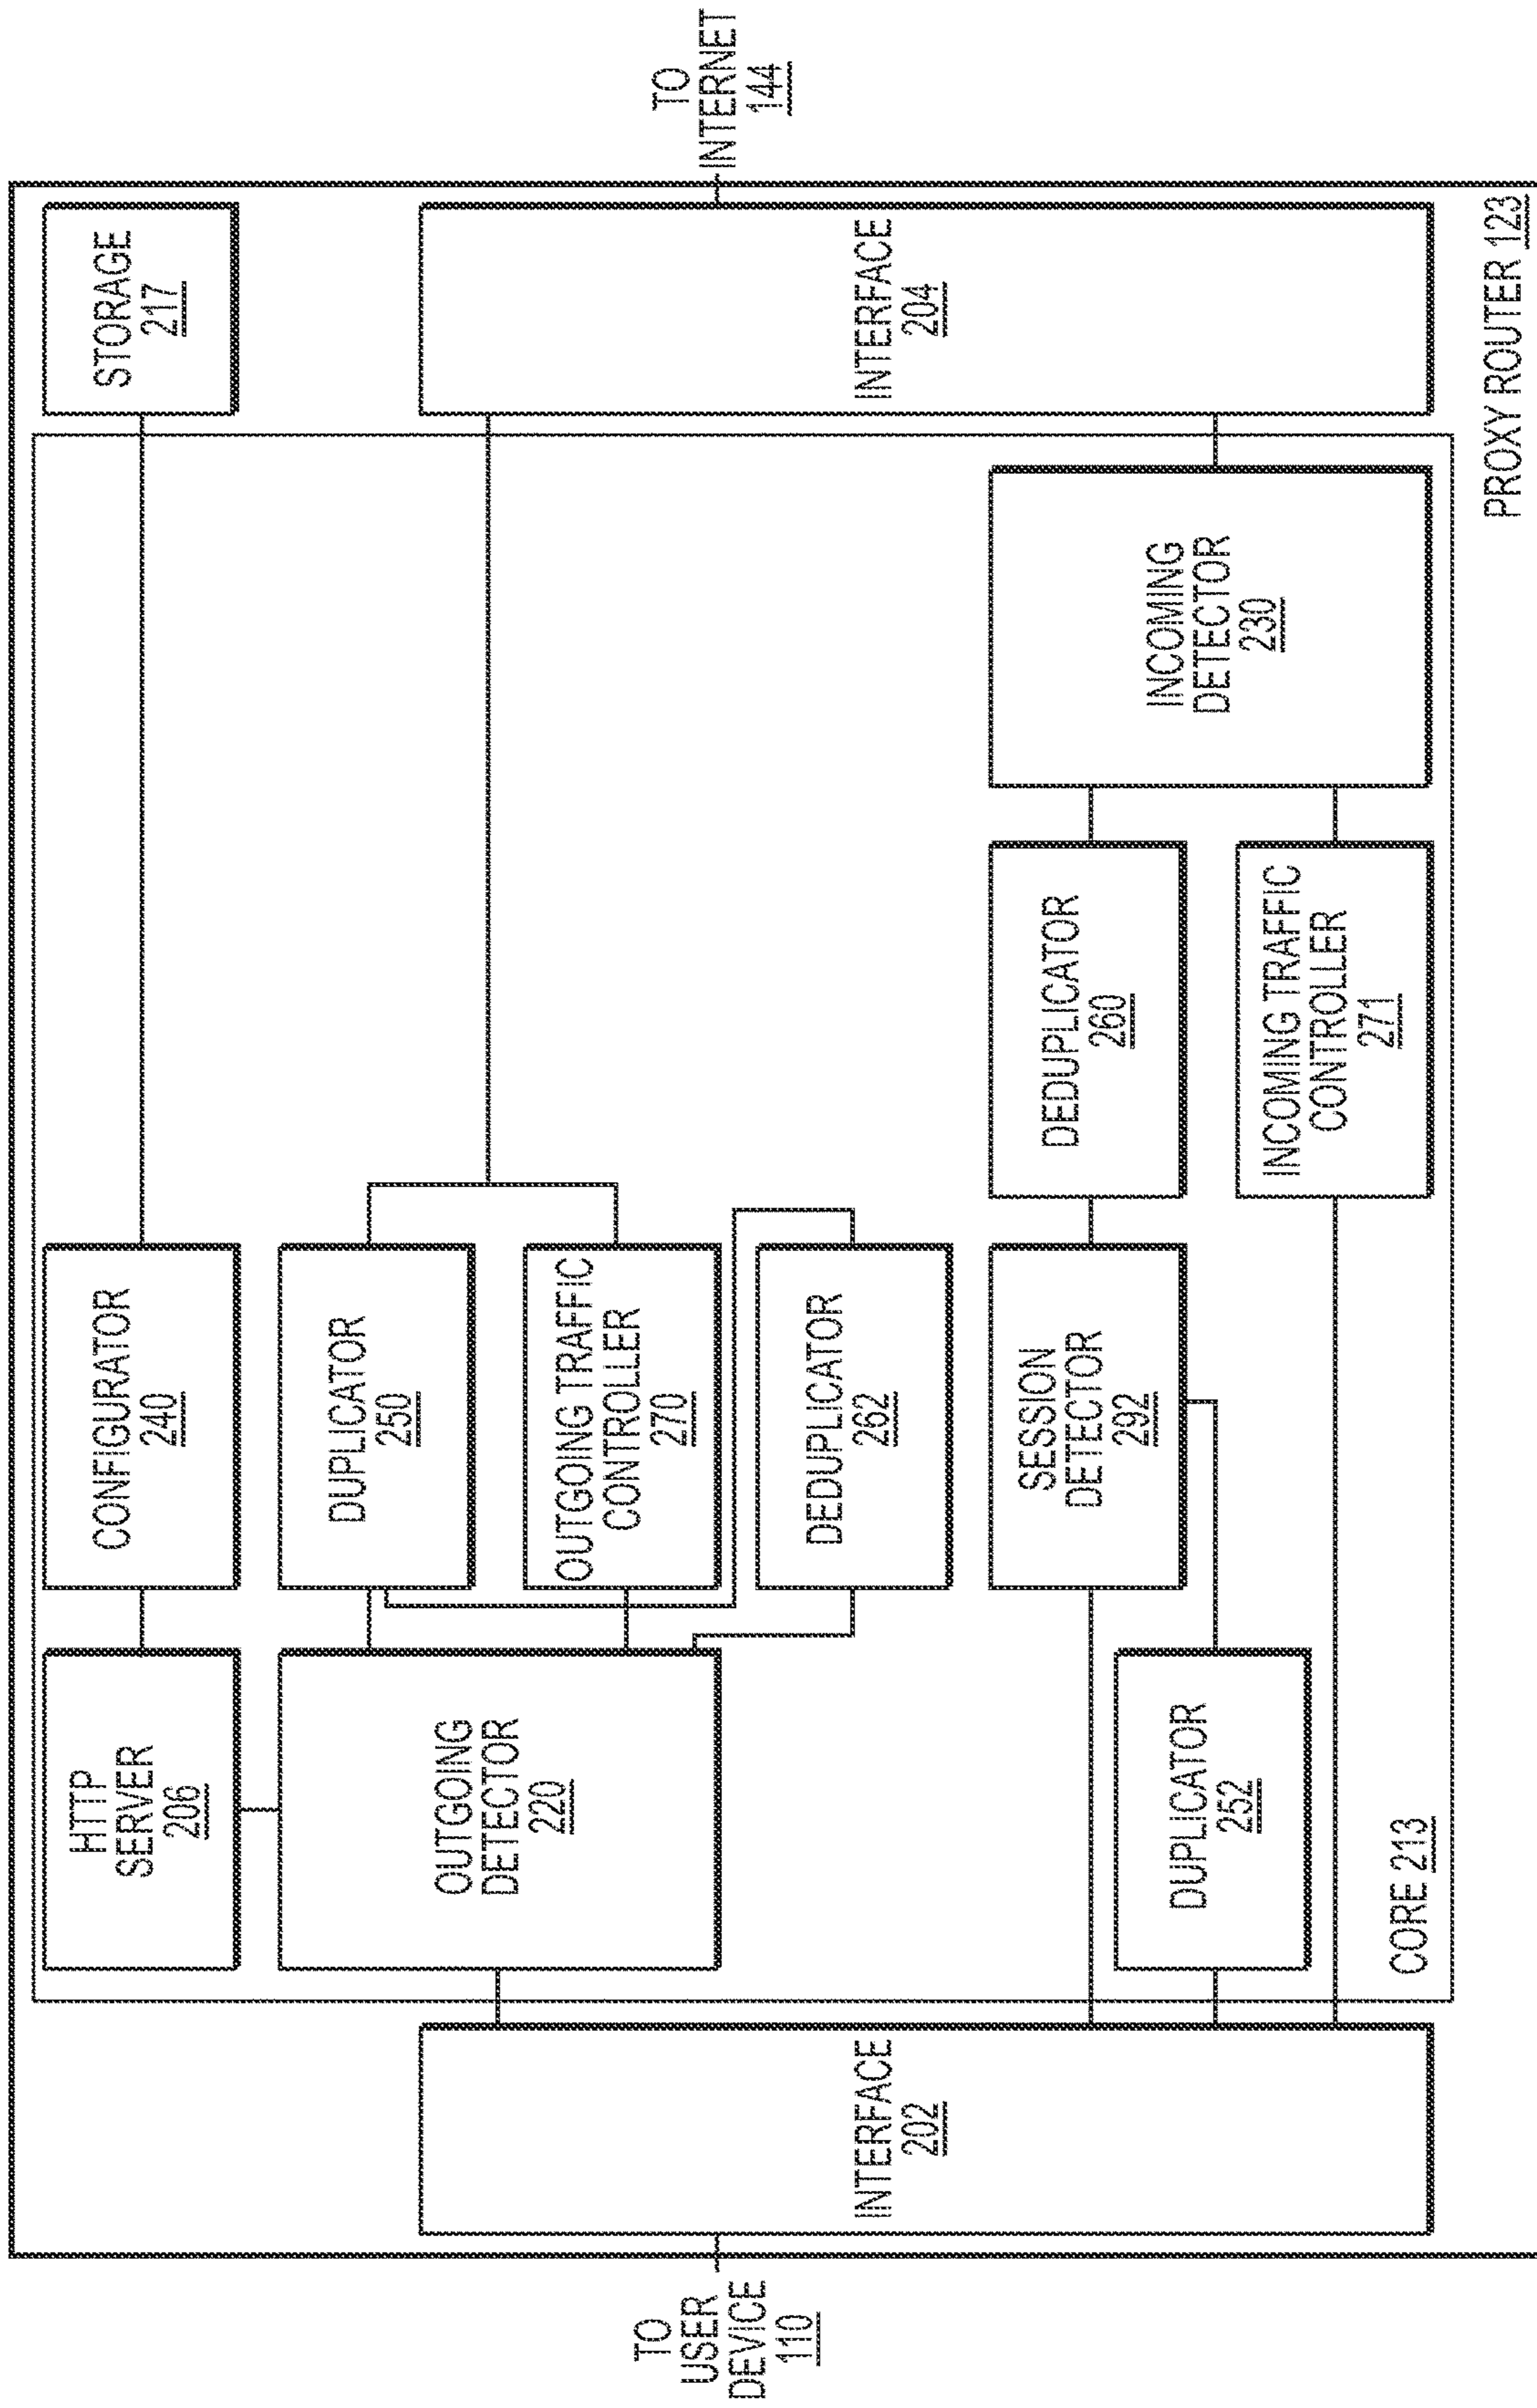 TO
USER
DEVICE
110
INTERFACE
202
HTTP
SERVER
206
CONFIGURATOR
240
STORAGE
217
OUTGOING
DETECTOR
220
DUPLICATOR
250
OUTGOING TRAFFIC
CONTROLLER
270
DEDUPLICATOR
262
SESSION
DETECTOR
292
DEDUPLICATOR
260
INCOMING
DETECTOR
230
DUPLICATOR
252
INCOMING TRAFFIC
CONTROLLER
271
INTERFACE
204
TO
INTERNET
144
CORE 213
PROXY ROUTER 123